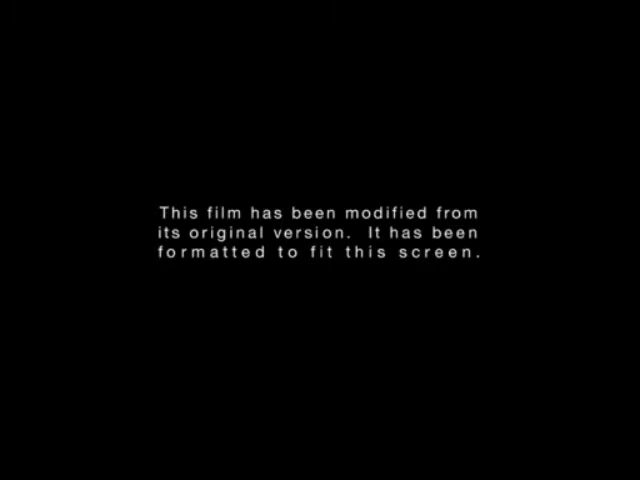 This film has been modified from
its original version. It has been
formatted to fit this screen.